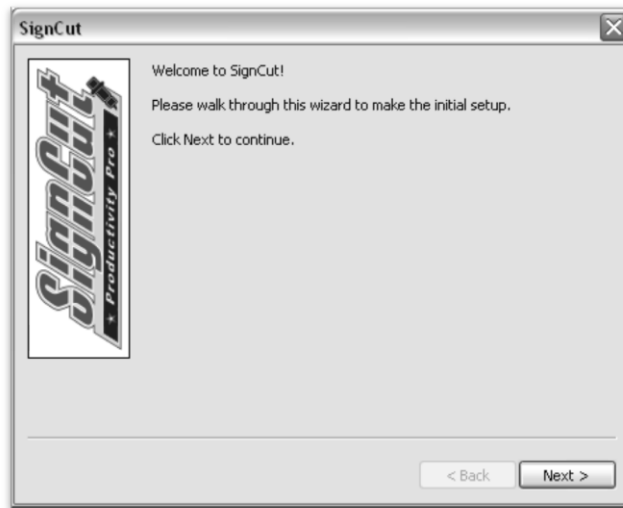 SignCut
Welcome to SignCut!
Please walk through this wizard to make the initial setup.
Click Next to continue.
SignCut
* Productivity Pro *
< Back
Next >